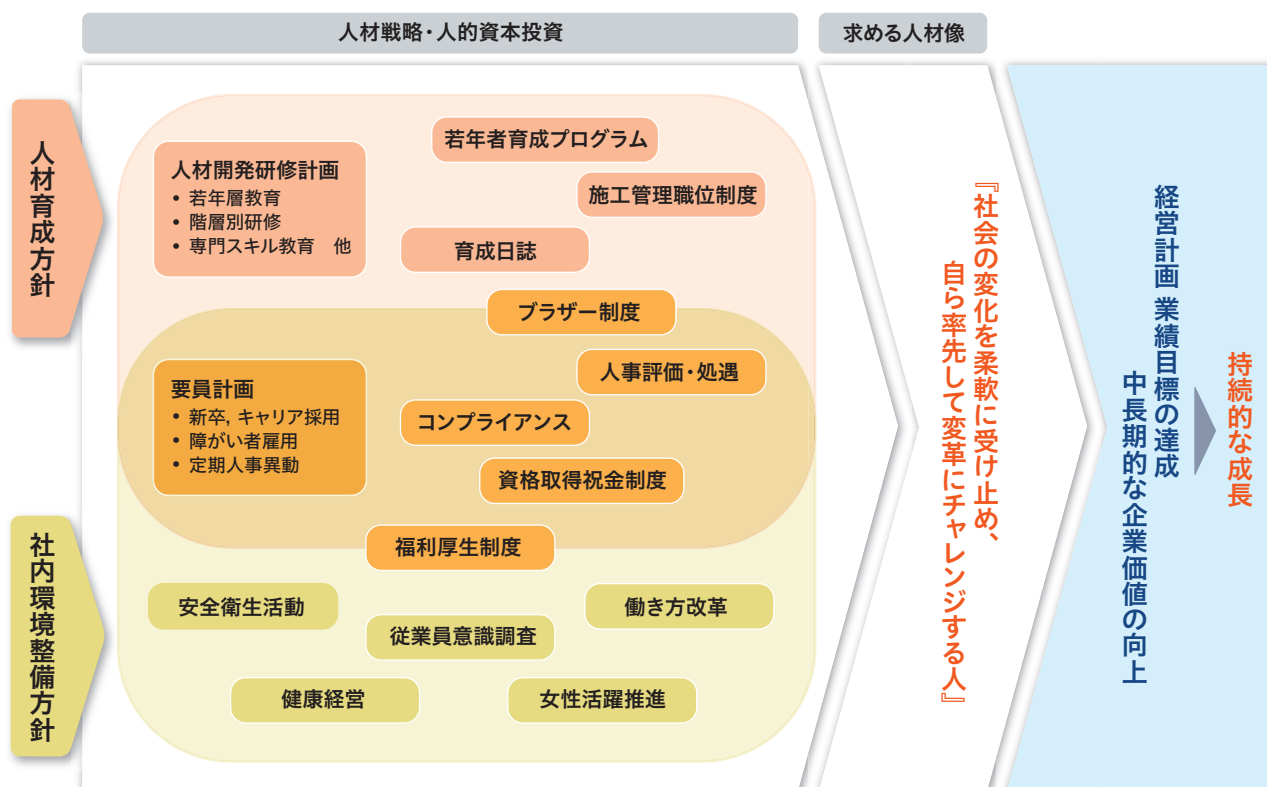 人材戦略・人的資本投資
求める人材像
人材育成方針
人材開発研修計画
• 若年層教育
• 階層別研修
• 専門スキル教育　他
若年者育成プログラム
施工管理職位制度
育成日誌
ブラザー制度
人事評価・処遇
要員計画
• 新卒, キャリア採用
• 障がい者雇用
• 定期人事異動
コンプライアンス
資格取得祝金制度
福利厚生制度
社内環境整備方針
安全衛生活動
働き方改革
従業員意識調査
健康経営
女性活躍推進
『社会の変化を柔軟に受け止め、
自ら率先して変革にチャレンジする人』
経営計画 業績目標の達成
中長期的な企業価値の向上
持続的な成長